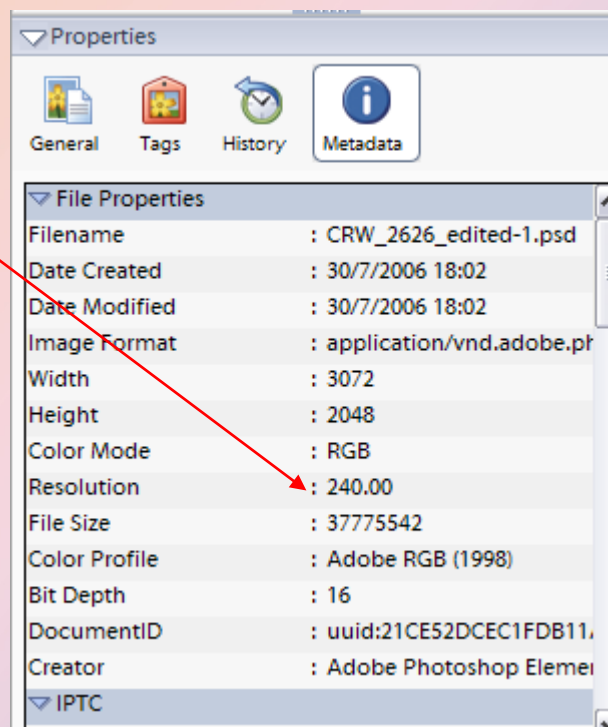 Properties
General Tags History Metadata
File Properties
Filename : CRW_2626_edited-1.psd
Date Created : 30/7/2006 18:02
Date Modified : 30/7/2006 18:02
Image Format : application/vnd.adobe.ph
Width : 3072
Height : 2048
Color Mode : RGB
Resolution : 240.00
File Size : 37775542
Color Profile : Adobe RGB (1998)
Bit Depth : 16
DocumentID : uuid:21CE52DCEC1FDB11
Creator : Adobe Photoshop Elemen
IPTC